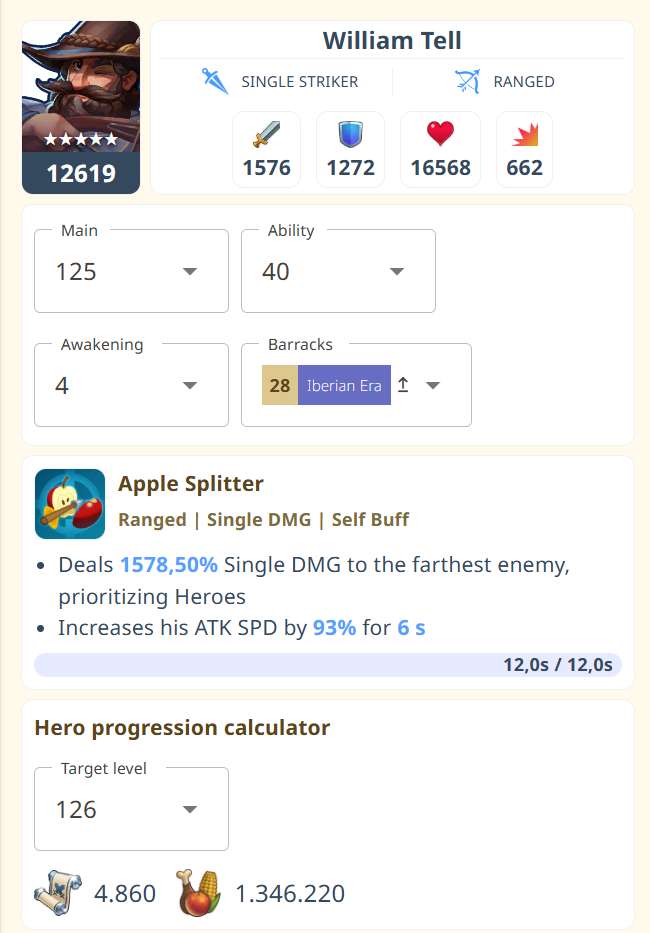 William Tell
SINGLE STRIKER
RANGED
12619
1576
1272
16568
662
Main
125
Ability
40
Awakening
4
Barracks
28 Iberian Era
Apple Splitter
Ranged | Single DMG | Self Buff
• Deals 1578,50% Single DMG to the farthest enemy,
prioritizing Heroes
• Increases his ATK SPD by 93% for 6 s
12,0s / 12,0s
Hero progression calculator
Target level
126
4.860
1.346.220